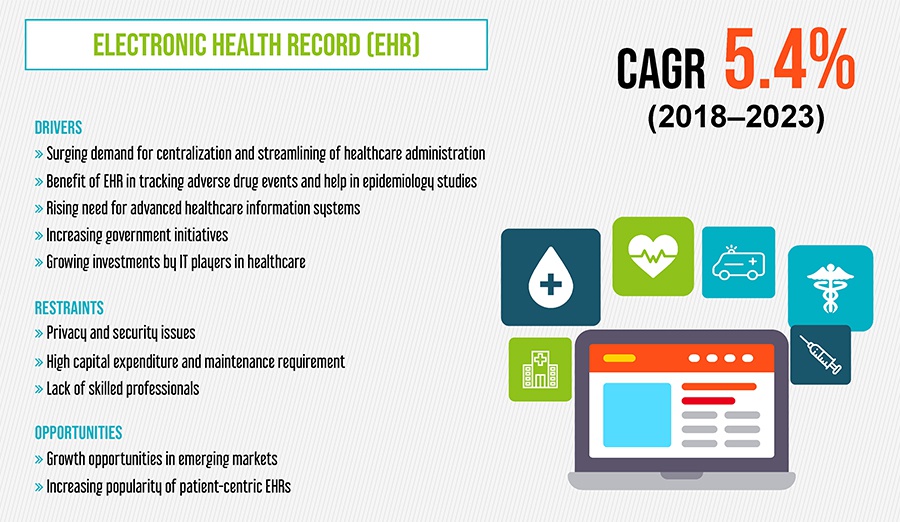 ELECTRONIC HEALTH RECORD (EHR)
CAGR 5.4%
(2018–2023)
DRIVERS
» Surging demand for centralization and streamlining of healthcare administration
» Benefit of EHR in tracking adverse drug events and help in epidemiology studies
» Rising need for advanced healthcare information systems
» Increasing government initiatives
» Growing investments by IT players in healthcare
RESTRAINTS
» Privacy and security issues
» High capital expenditure and maintenance requirement
» Lack of skilled professionals
OPPORTUNITIES
» Growth opportunities in emerging markets
» Increasing popularity of patient-centric EHRs